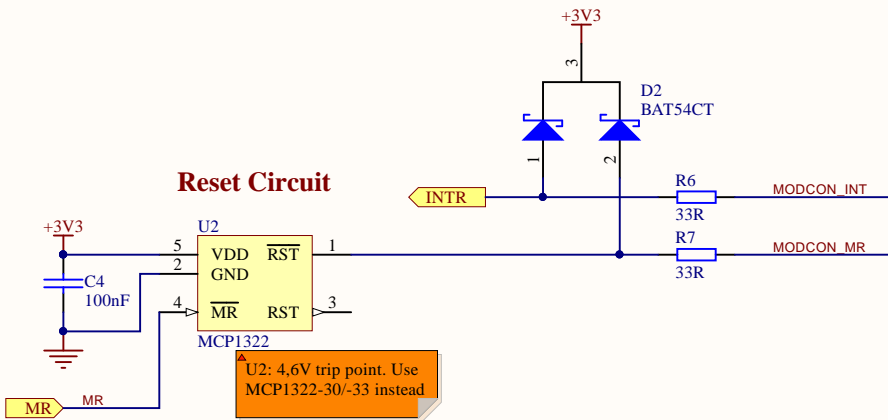 +3V3
3
D2
BAT54CT
1
2
Reset Circuit
INTR
R6
33R
MODCON_INT
+3V3
U2
R7
33R
MODCON_MR
5
VDD
RST
1
2
GND
C4
100nF
4
MR
RST
3
MCP1322
U2: 4,6V trip point. Use
MCP1322-30/-33 instead
MR
MR